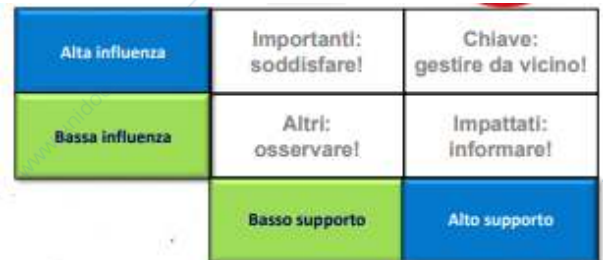 Alta influenza
Importanti:
soddisfare!
Chiave:
gestire da vicino!
Bassa influenza
Altri:
osservare!
Impattati:
informare!
Basso supporto
Alto supporto